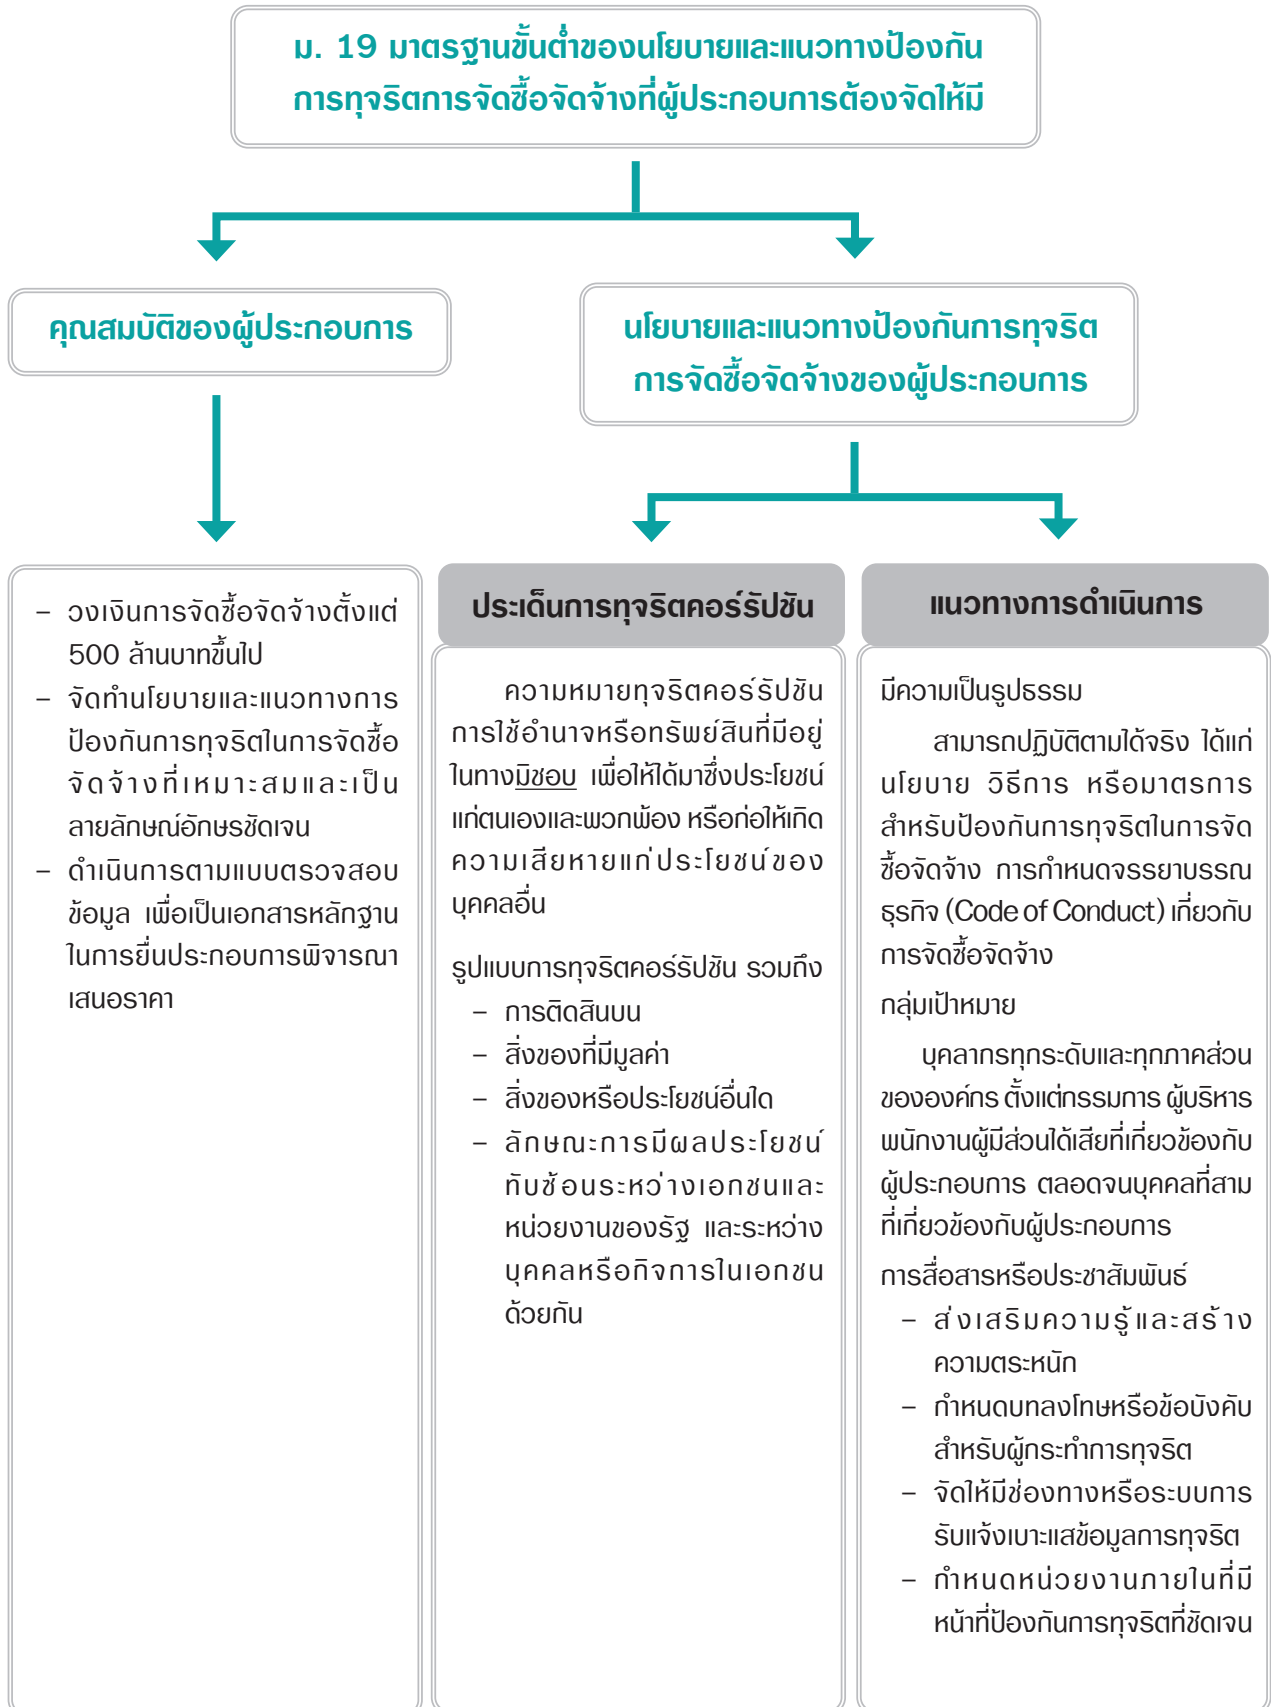 ม. 19 มาตรฐานขั้นต่ำของนโยบายและแนวทางป้องกัน
การทุจริตการจัดซื้อจัดจ้างที่ผู้ประกอบการต้องจัดให้มี
คุณสมบัติของผู้ประกอบการ
นโยบายและแนวทางป้องกันการทุจริต
การจัดซื้อจัดจ้างของผู้ประกอบการ
– วงเงินการจัดซื้อจัดจ้างตั้งแต่
500 ล้านบาทขึ้นไป
– จัดทำนโยบายและแนวทางการ
ป้องกันการทุจริตในการจัดซื้อ
จัดจ้างที่เหมาะสมและเป็น
ลายลักษณ์อักษรชัดเจน
– ดำเนินการตามแบบตรวจสอบ
ข้อมูล เพื่อเป็นเอกสารหลักฐาน
ในการยื่นประกอบการพิจารณา
เสนอราคา
ประเด็นการทุจริตคอร์รัปชัน
ความหมายทุจริตคอร์รัปชัน
การใช้อำนาจหรือทรัพย์สินที่มีอยู่
ในทางมิชอบ เพื่อให้ได้มาซึ่งประโยชน์
แก่ตนเองและพวกพ้อง หรือก่อให้เกิด
ความเสียหายแก่ประโยชน์ของ
บุคคลอื่น
รูปแบบการทุจริตคอร์รัปชัน รวมถึง
– การติดสินบน
– สิ่งของที่มีมูลค่า
– สิ่งของหรือประโยชน์อื่นใด
– ลักษณะการมีผลประโยชน์
ทับซ้อนระหว่างเอกชนและ
หน่วยงานของรัฐ และระหว่าง
บุคคลหรือกิจการในเอกชน
ด้วยกัน
แนวทางการดำเนินการ
มีความเป็นรูปธรรม
สามารถปฏิบัติตามได้จริง ได้แก่
นโยบาย วิธีการ หรือมาตรการ
สำหรับป้องกันการทุจริตในการจัด
ซื้อจัดจ้าง การกำหนดจรรยาบรรณ
ธุรกิจ (Code of Conduct) เกี่ยวกับ
การจัดซื้อจัดจ้าง
กลุ่มเป้าหมาย
บุคลากรทุกระดับและทุกภาคส่วน
ขององค์กร ตั้งแต่กรรมการ ผู้บริหาร
พนักงานผู้มีส่วนได้เสียที่เกี่ยวข้องกับ
ผู้ประกอบการ ตลอดจนบุคคลที่สาม
ที่เกี่ยวข้องกับผู้ประกอบการ
การสื่อสารหรือประชาสัมพันธ์
– ส่งเสริมความรู้และสร้าง
ความตระหนัก
– กำหนดบทลงโทษหรือข้อบังคับ
สำหรับผู้กระทำการทุจริต
– จัดให้มีช่องทางหรือระบบการ
รับแจ้งเบาะแสข้อมูลการทุจริต
– กำหนดหน่วยงานภายในที่มี
หน้าที่ป้องกันการทุจริตที่ชัดเจน